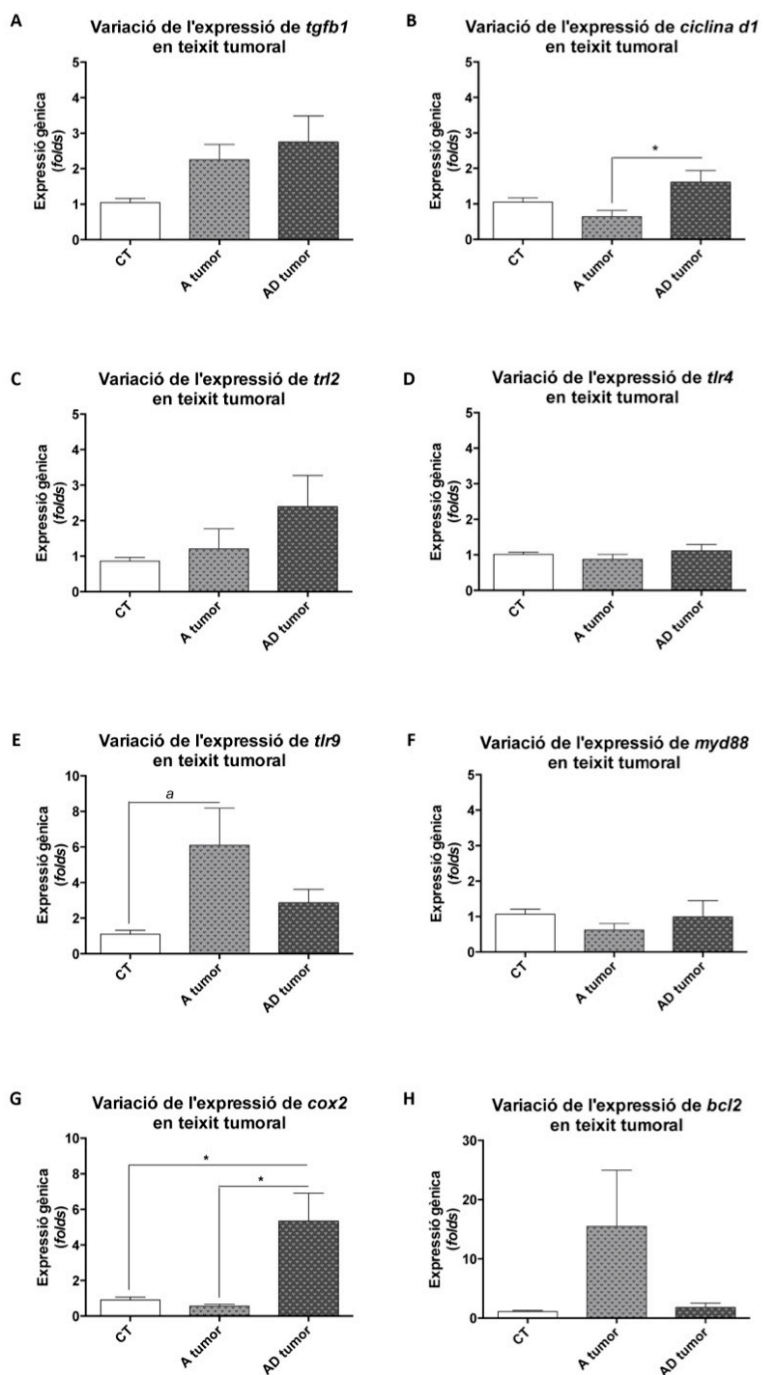 A
Variació de l'expressió de tgfb1
en teixit tumoral
Expressió gènica
(folds)
5
4
3
2
1
0
CT
A tumor
AD tumor
B
Variació de l'expressió de ciclina d1
en teixit tumoral
Expressió gènica
(folds)
5
4
3
2
1
0
*
CT
A tumor
AD tumor
C
Variació de l'expressió de trl2
en teixit tumoral
Expressió gènica
(folds)
5
4
3
2
1
0
CT
A tumor
AD tumor
D
Variació de l'expressió de tlr4
en teixit tumoral
Expressió gènica
(folds)
5
4
3
2
1
0
CT
A tumor
AD tumor
E
Variació de l'expressió de tlr9
en teixit tumoral
Expressió gènica
(folds)
10
8
6
4
2
0
a
CT
A tumor
AD tumor
F
Variació de l'expressió de myd88
en teixit tumoral
Expressió gènica
(folds)
5
4
3
2
1
0
CT
A tumor
AD tumor
G
Variació de l'expressió de cox2
en teixit tumoral
Expressió gènica
(folds)
10
8
6
4
2
0
*
*
CT
A tumor
AD tumor
H
Variació de l'expressió de bcl2
en teixit tumoral
Expressió gènica
(folds)
30
20
10
0
CT
A tumor
AD tumor